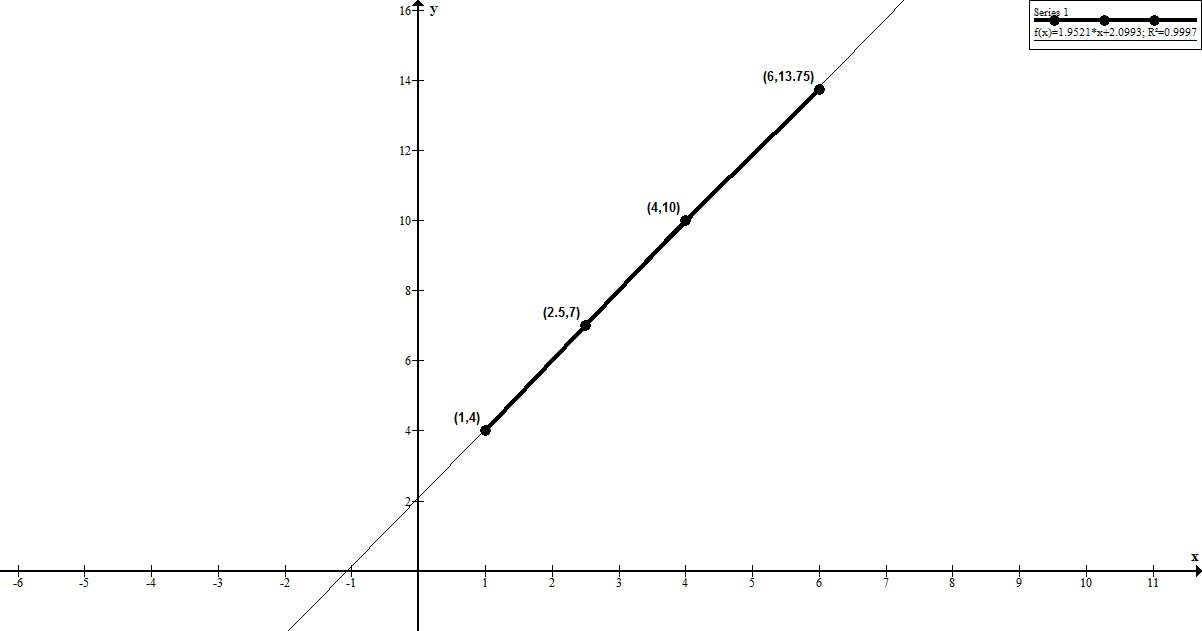 16
y
Series 1
f(x)=1.9521*x+2.0993; R²=0.9997
14
(6,13.75)
12
10
(4,10)
8
(2.5,7)
6
4
(1,4)
2
x
-6 -5 -4 -3 -2 -1 1 2 3 4 5 6 7 8 9 10 11